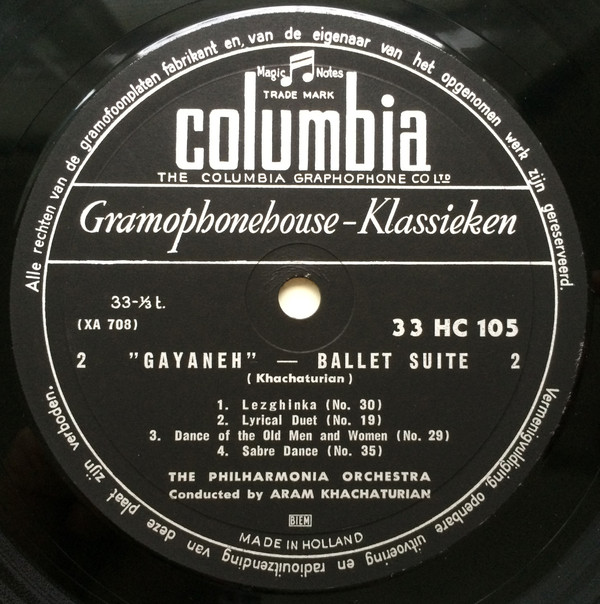 Alle rechten van de gramofoonplaten fabrikant en, van de eigenaar van het opgenomen werk zijn gereserveerd.
Magic Notes
TRADE MARK
columbia
THE COLUMBIA GRAPHOPHONE CO LTD
Gramophonehouse-Klassieken
33-⅓ t.
(XA 708)
33 HC 105
2 "GAYANEH" — BALLET SUITE 2
(Khachaturian)
1. Lezghinka (No. 30)
2. Lyrical Duet (No. 19)
3. Dance of the Old Men and Women (No. 29)
4. Sabre Dance (No. 35)
THE PHILHARMONIA ORCHESTRA
Conducted by ARAM KHACHATURIAN
BIEM
MADE IN HOLLAND
Vermenigvuldiging, openbare uitvoering en radiouitzending van deze plaat zijn verboden.